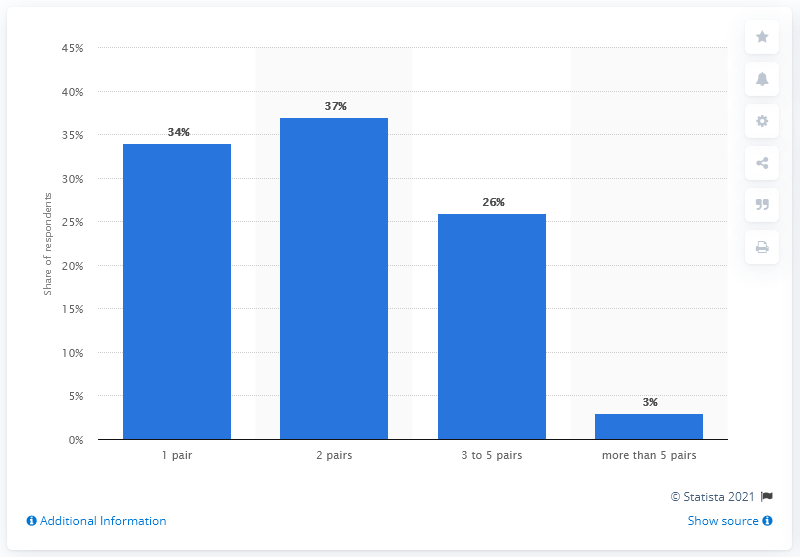 45%
40%
35%
30%
25%
20%
15%
10%
5%
0%
Share of respondents
34%
37%
26%
3%
1 pair
2 pairs
3 to 5 pairs
more than 5 pairs
© Statista 2021
Additional Information
Show source